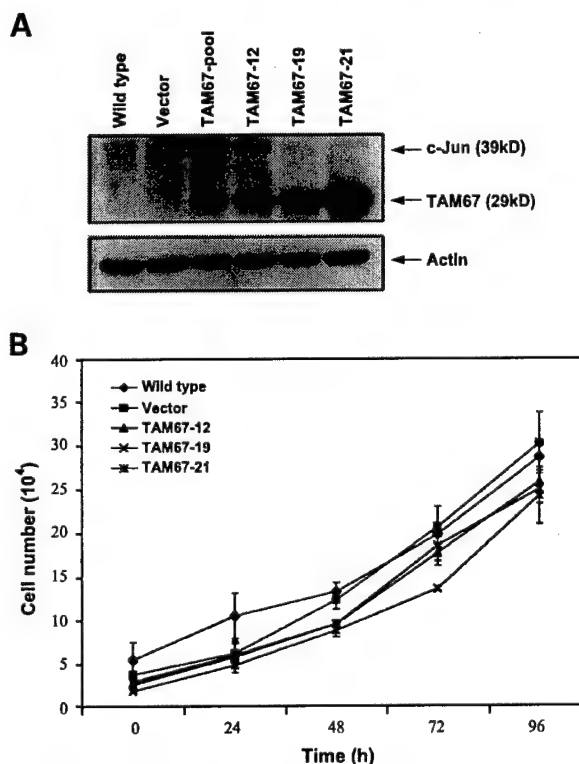 A
Wild type
Vector
TAM67-pool
TAM67-12
TAM67-19
TAM67-21
c-Jun (39kD)
TAM67 (29kD)
Actin
B
40
35
30
25
20
15
10
5
0
Cell number (10⁴)
Wild type
Vector
TAM67-12
TAM67-19
TAM67-21
0 24 48 72 96
Time (h)